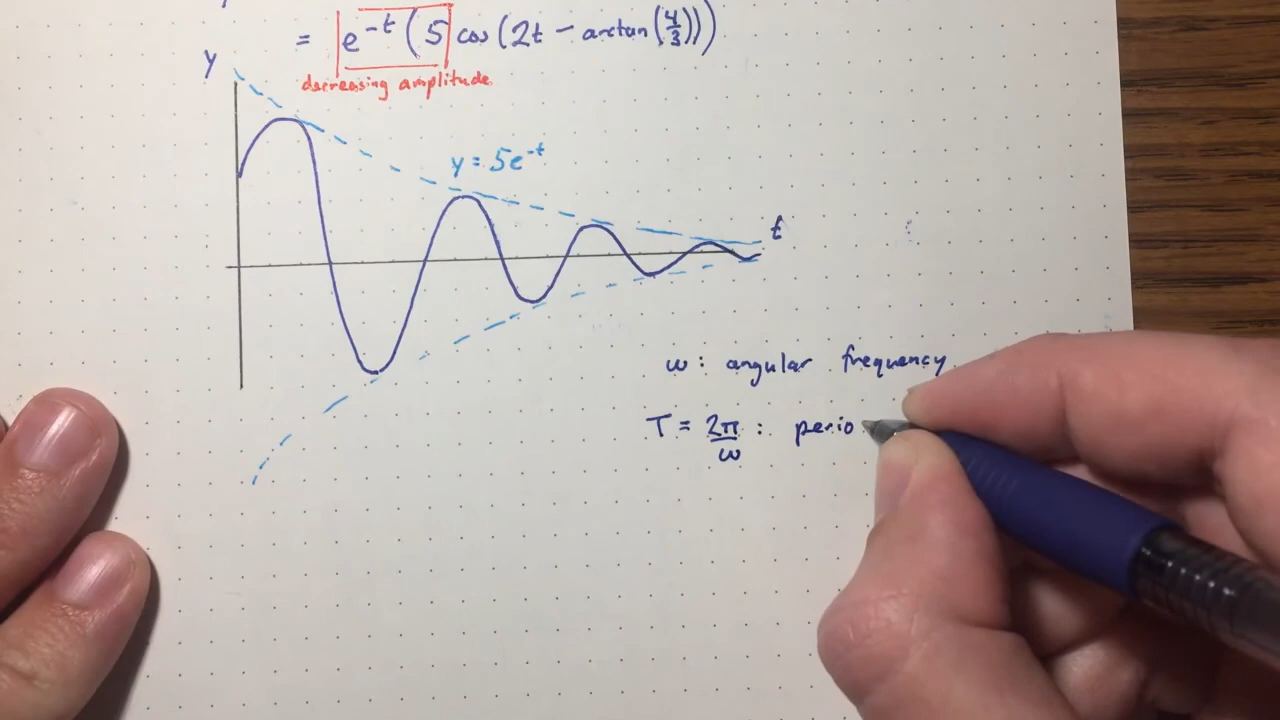 = e^{-t} (5 cos (2t - arctan (4/3)))
decreasing amplitude
y
y = 5e^{-t}
t
ω : angular frequency
T = 2π/ω : perio